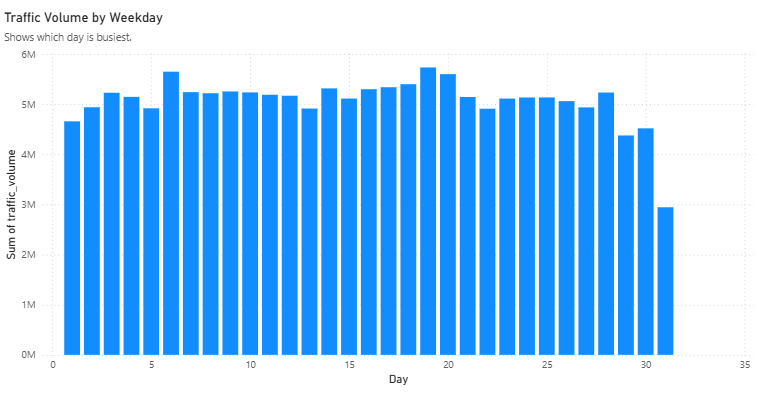 Traffic Volume by Weekday
Shows which day is busiest.
6M
5M
4M
3M
2M
1M
0M
Sum of traffic_volume
0 5 10 15 20 25 30 35
Day